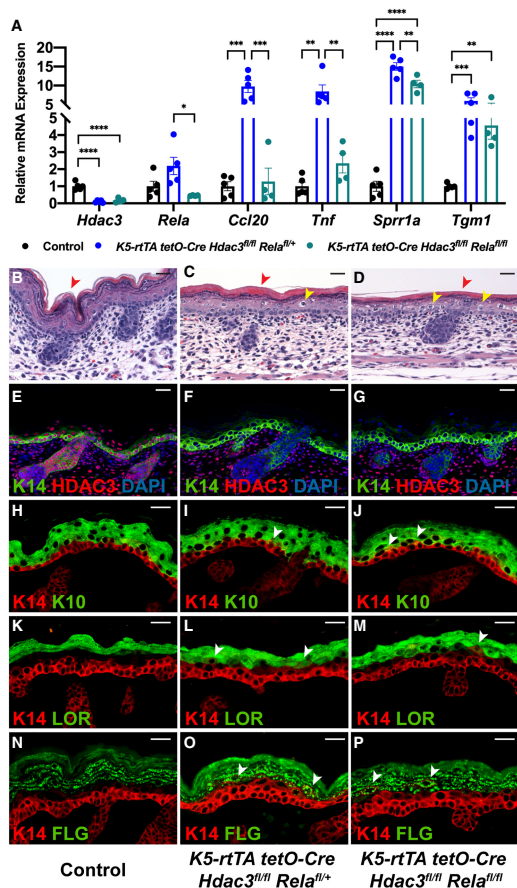 A
Relative mRNA Expression
20
15
10
5
5
4
3
2
1
0
**** ****
*
*** ***
** **
**** **** **
*** **
Hdac3 Rela Ccl20 Tnf Sprr1a Tgm1
Control K5-rtTA tetO-Cre Hdac3fl/fl Relafl/+ K5-rtTA tetO-Cre Hdac3fl/fl Relafl/fl
B C D
E F G
K14 HDAC3 DAPI K14 HDAC3 DAPI K14 HDAC3 DAPI
H I J
K14 K10 K14 K10 K14 K10
K L M
K14 LOR K14 LOR K14 LOR
N O P
K14 FLG K14 FLG K14 FLG
Control K5-rtTA tetO-Cre K5-rtTA tetO-Cre
Hdac3fl/fl Relafl/+ Hdac3fl/fl Relafl/fl